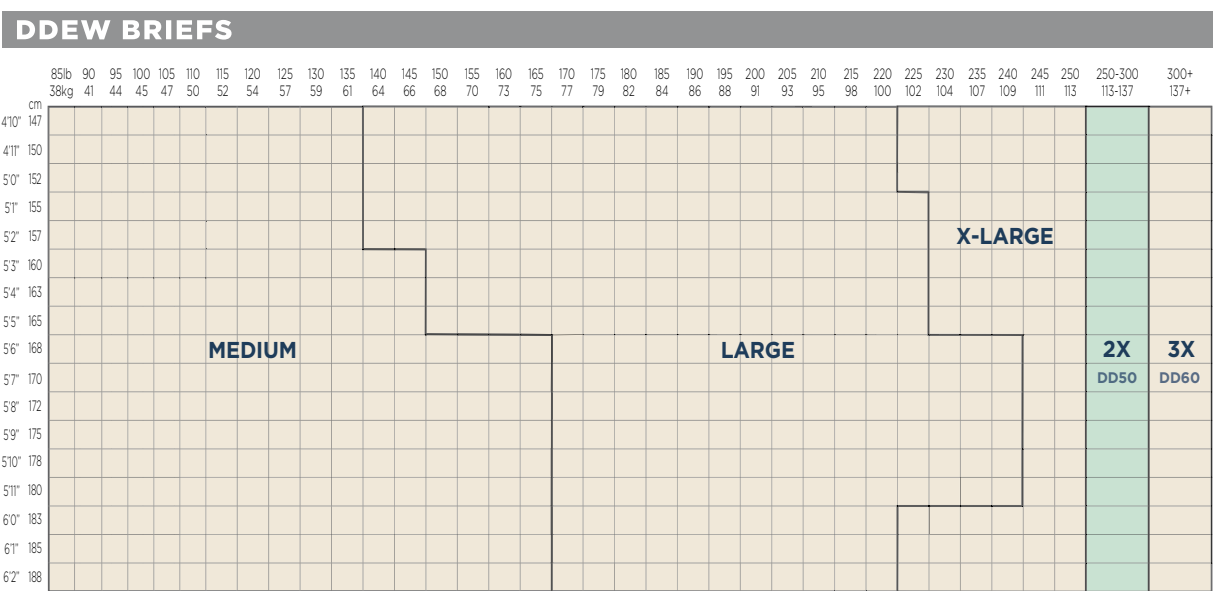 DDEW BRIEFS
85lb 90 95 100 105 110 115 120 125 130 135 140 145 150 155 160 165 170 175 180 185 190 195 200 205 210 215 220 225 230 235 240 245 250 250-300 300+
38kg 41 44 45 47 50 52 54 57 59 61 64 66 68 70 73 75 77 79 82 84 86 88 91 93 95 98 100 102 104 107 109 111 113 113-137 137+
cm
4'10" 147
4'11" 150
5'0" 152
5'1" 155
5'2" 157 X-LARGE
5'3" 160
5'4" 163
5'5" 165
5'6" 168 MEDIUM LARGE 2X 3X
5'7" 170 DD50 DD60
5'8" 172
5'9" 175
5'10" 178
5'11" 180
6'0" 183
6'1" 185
6'2" 188